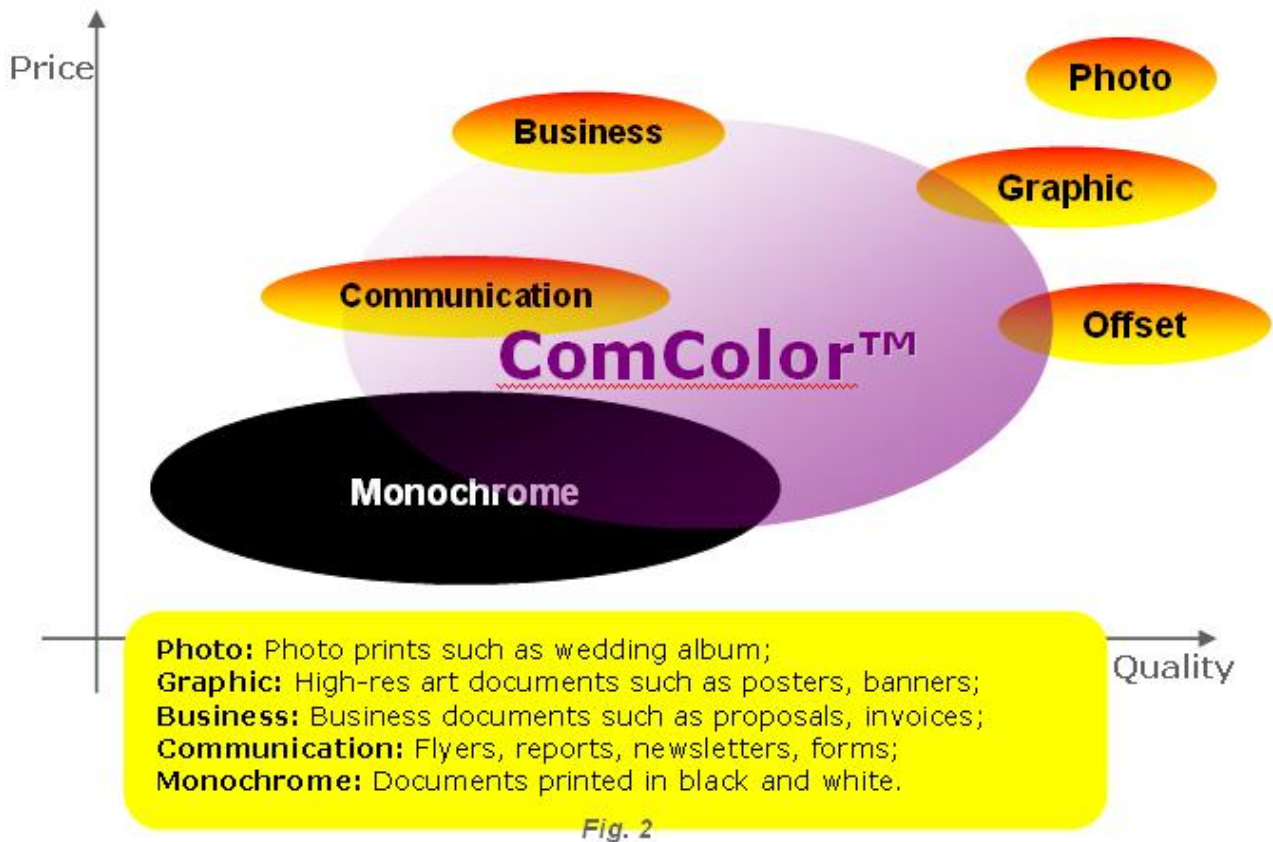 Price
Photo
Business
Graphic
Communication
Offset
ComColor™
Monochrome
Quality
Photo: Photo prints such as wedding album;
Graphic: High-res art documents such as posters, banners;
Business: Business documents such as proposals, invoices;
Communication: Flyers, reports, newsletters, forms;
Monochrome: Documents printed in black and white.
Fig. 2